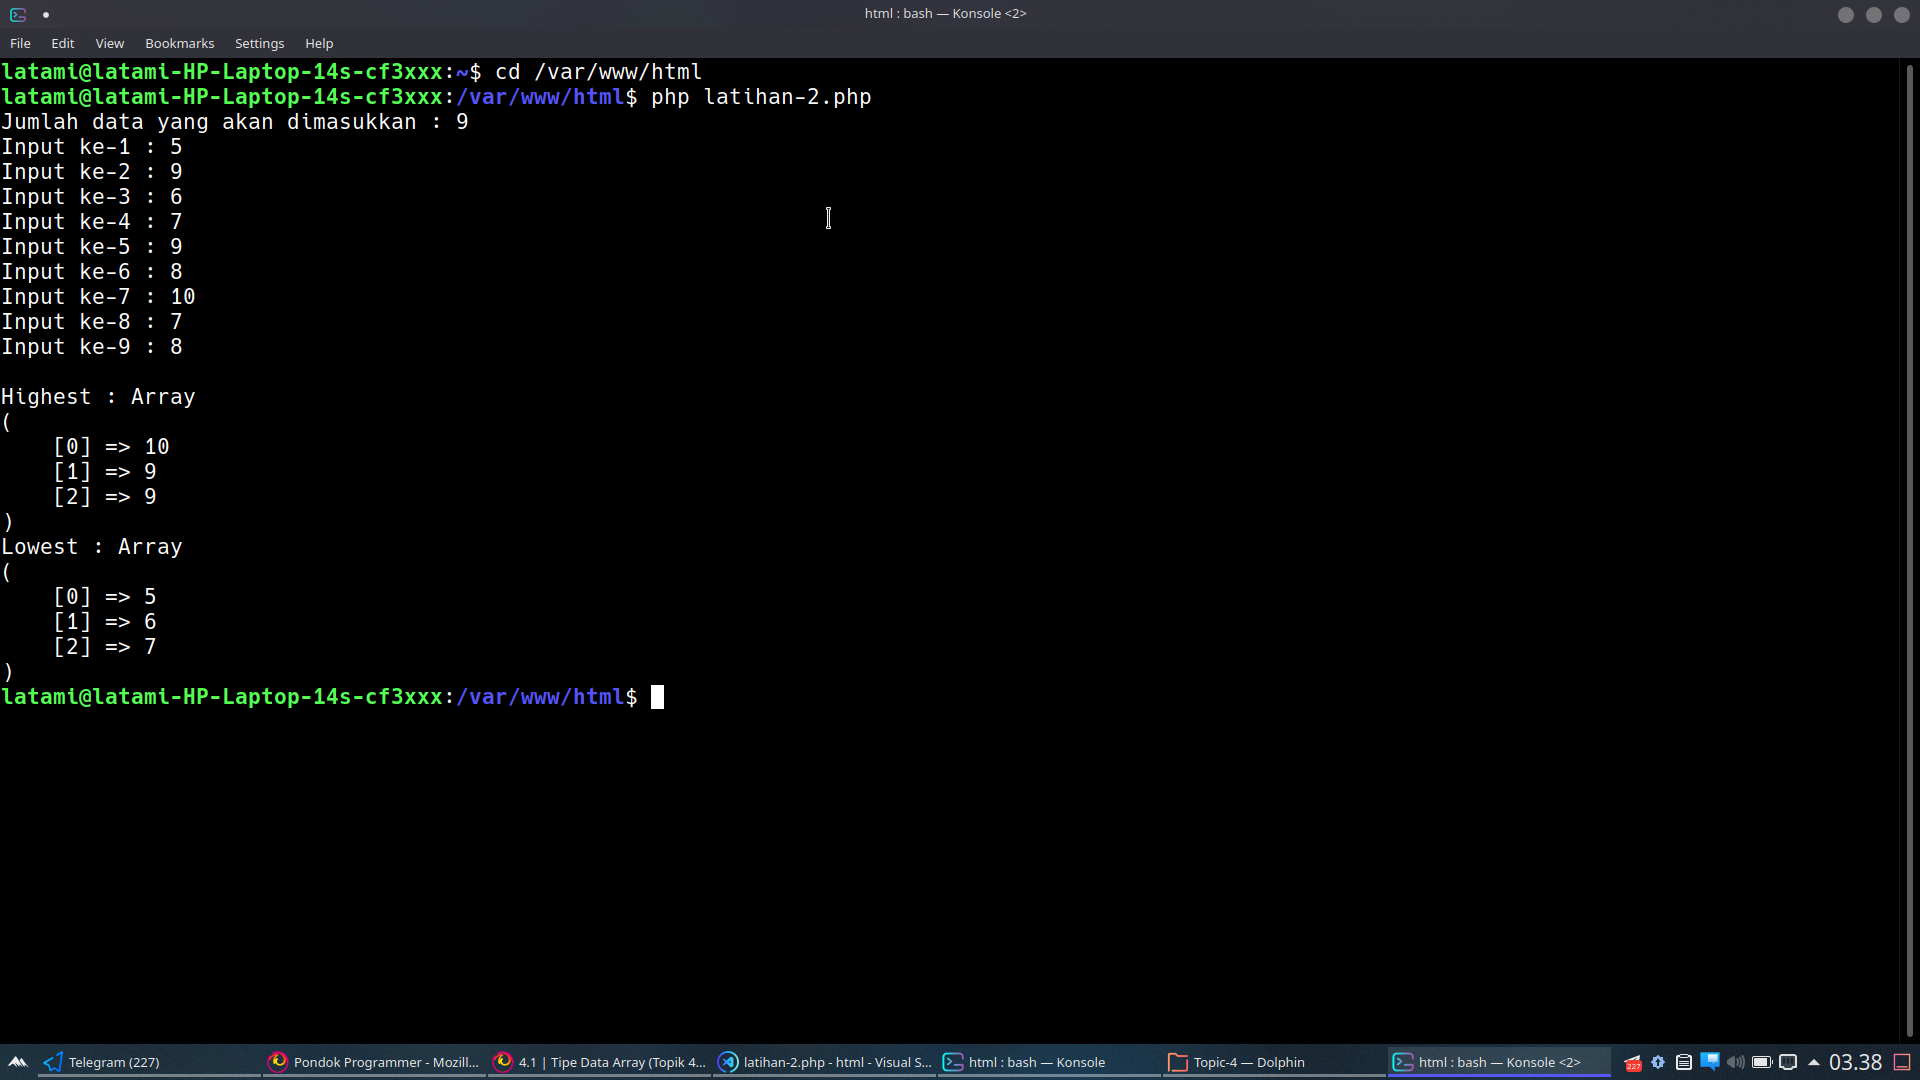 html : bash — Konsole <2>
File Edit View Bookmarks Settings Help
latami@latami-HP-Laptop-14s-cf3xxx:~$ cd /var/www/html
latami@latami-HP-Laptop-14s-cf3xxx:/var/www/html$ php latihan-2.php
Jumlah data yang akan dimasukkan : 9
Input ke-1 : 5
Input ke-2 : 9
Input ke-3 : 6
Input ke-4 : 7
Input ke-5 : 9
Input ke-6 : 8
Input ke-7 : 10
Input ke-8 : 7
Input ke-9 : 8

Highest : Array
(
    [0] => 10
    [1] => 9
    [2] => 9
)
Lowest : Array
(
    [0] => 5
    [1] => 6
    [2] => 7
)
latami@latami-HP-Laptop-14s-cf3xxx:/var/www/html$
Telegram (227) Pondok Programmer - Mozill... 4.1 | Tipe Data Array (Topik 4... latihan-2.php - html - Visual S... html : bash — Konsole Topic-4 — Dolphin html : bash — Konsole <2> 227 03.38